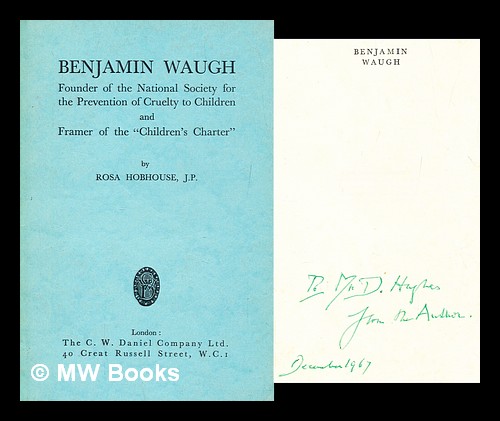 BENJAMIN WAUGH
Founder of the National Society for
the Prevention of Cruelty to Children
and
Framer of the "Children's Charter"
by
ROSA HOBHOUSE, J.P.
London:
The C. W. Daniel Company Ltd.
40 Great Russell Street, W.C.1
© MW Books
BENJAMIN
WAUGH
To Mr D. Hughes
from the Author.
December 1967